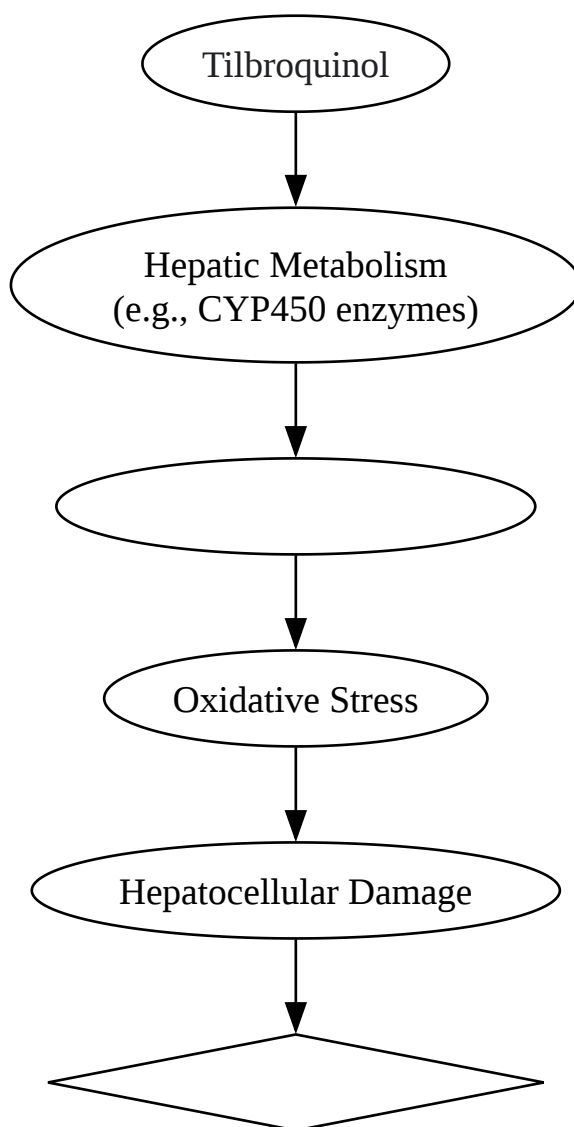 Tilbroquinol
Hepatic Metabolism
(e.g., CYP450 enzymes)
Oxidative Stress
Hepatocellular Damage